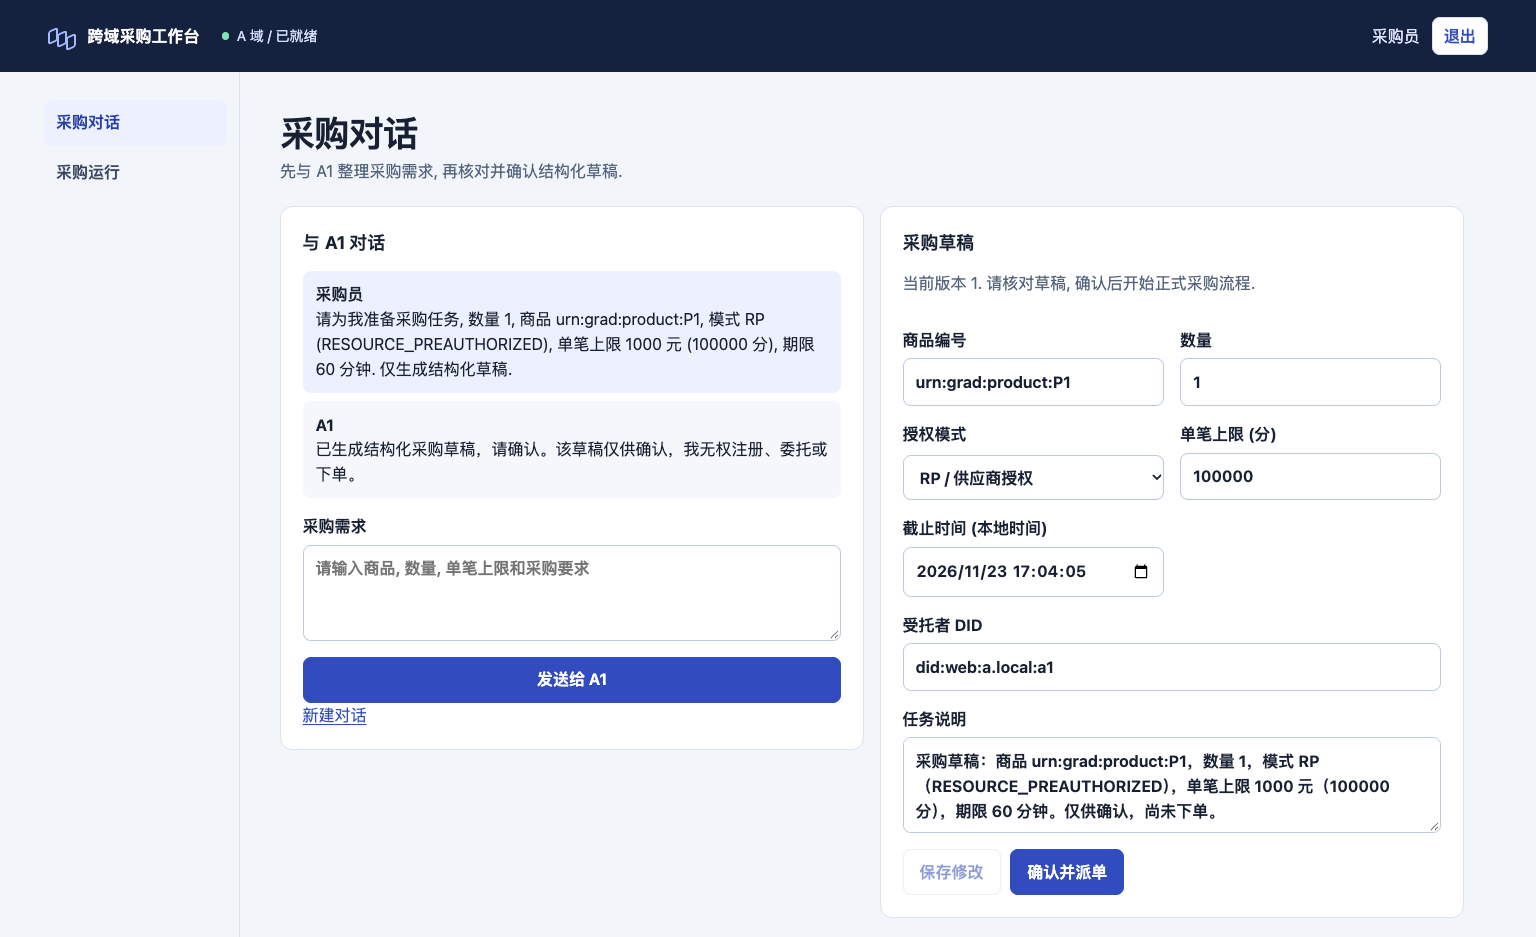 跨域采购工作台
A 域 / 已就绪
采购员
退出
采购对话
采购运行
采购对话
先与 A1 整理采购需求, 再核对并确认结构化草稿.
与 A1 对话
采购员
请为我准备采购任务, 数量 1, 商品 urn:grad:product:P1, 模式 RP
(RESOURCE_PREAUTHORIZED), 单笔上限 1000 元 (100000 分), 期限
60 分钟. 仅生成结构化草稿.
A1
已生成结构化采购草稿，请确认。该草稿仅供确认，我无权注册、委托或
下单。
采购需求
请输入商品, 数量, 单笔上限和采购要求
发送给 A1
新建对话
采购草稿
当前版本 1. 请核对草稿, 确认后开始正式采购流程.
商品编号
数量
urn:grad:product:P1
1
授权模式
单笔上限 (分)
RP / 供应商授权
100000
截止时间 (本地时间)
2026/11/23 17:04:05
受托者 DID
did:web:a.local:a1
任务说明
采购草稿：商品 urn:grad:product:P1，数量 1，模式 RP
（RESOURCE_PREAUTHORIZED），单笔上限 1000 元（100000
分），期限 60 分钟。仅供确认，尚未下单。
保存修改
确认并派单